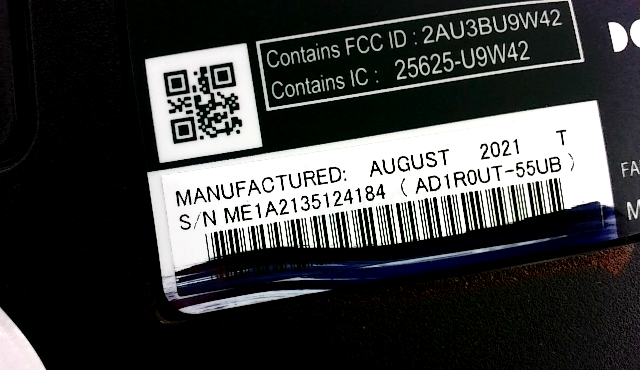 Contains FCC ID : 2AU3BU9W42
Contains IC : 25625-U9W42
MANUFACTURED: AUGUST 2021 T
S/N ME1A2135124184 ( AD1R0UT-55UB )